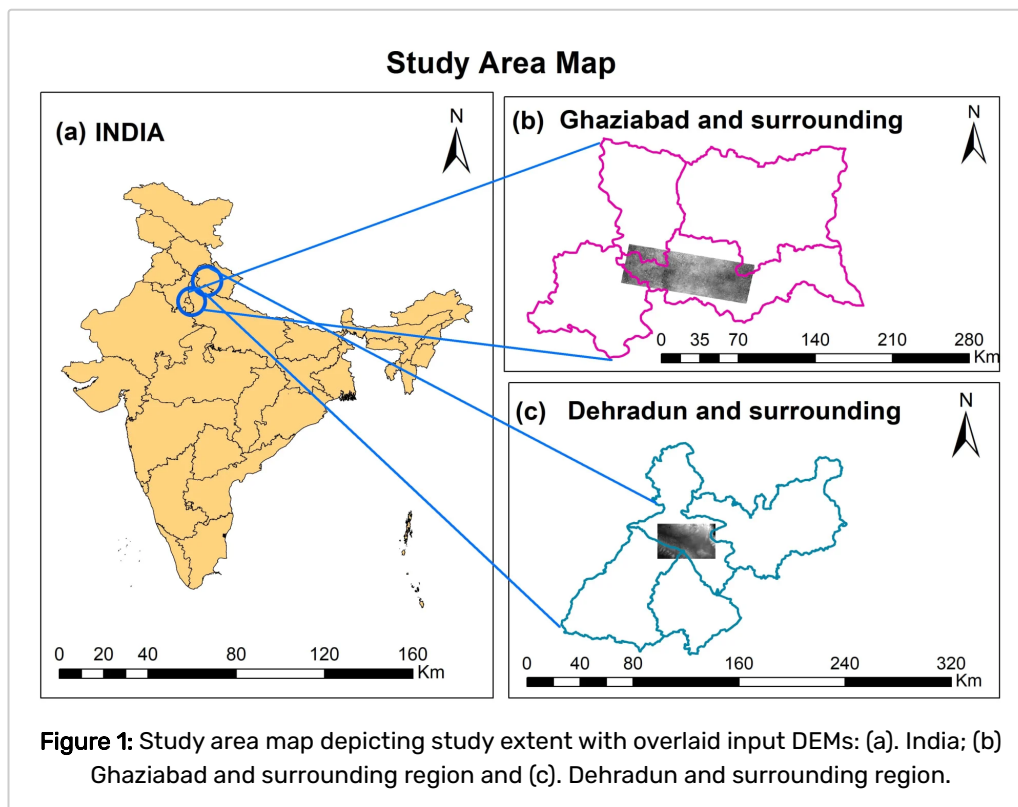 Study Area Map
(a) INDIA
N
0 20 40 80 120 160
Km
(b) Ghaziabad and surrounding
N
0 35 70 140 210 280
Km
(c) Dehradun and surrounding
N
0 40 80 160 240 320
Km
Figure 1: Study area map depicting study extent with overlaid input DEMs: (a). India; (b)
Ghaziabad and surrounding region and (c). Dehradun and surrounding region.